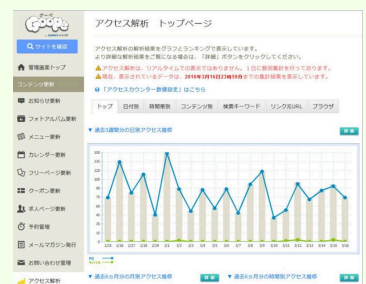 グーペ
Goope
サイトを確認
管理画面トップ
コンテンツ更新
お知らせ更新
フォトアルバム更新
メニュー更新
カレンダー更新
フリーページ更新
クーポン更新
求人ページ更新
予約管理
メールマガジン発行
お問い合わせ管理
アクセス解析
アクセス解析 トップページ
アクセス解析の解析結果をグラフとランキングで表示しています。
より詳細な解析結果をご覧になる場合は、「詳細」ボタンをクリックしてください。
アクセス解析は、リアルタイムでの表示ではありません。1日に数回集計を行っております。
現在、表示されているデータは、2016年3月16日23時59分までの集計結果を表示しています。
「アクセスカウンター数値設定」はこちら
トップ 日付別 時間帯別 コンテンツ別 検索キーワード リンク元URL ブラウザ
▼ 過去3週間分の日別アクセス推移
詳細
PC
▼ 過去6ヵ月分の月別アクセス推移
詳細
▼ 過去6ヵ月分の時間別アクセス推移
詳細